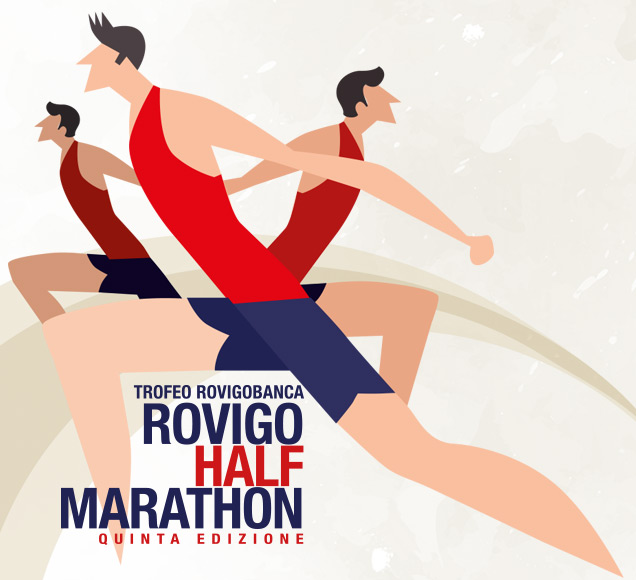 TROFEO ROVIGOBANCA
ROVIGO
HALF
MARATHON
QUINTA EDIZIONE